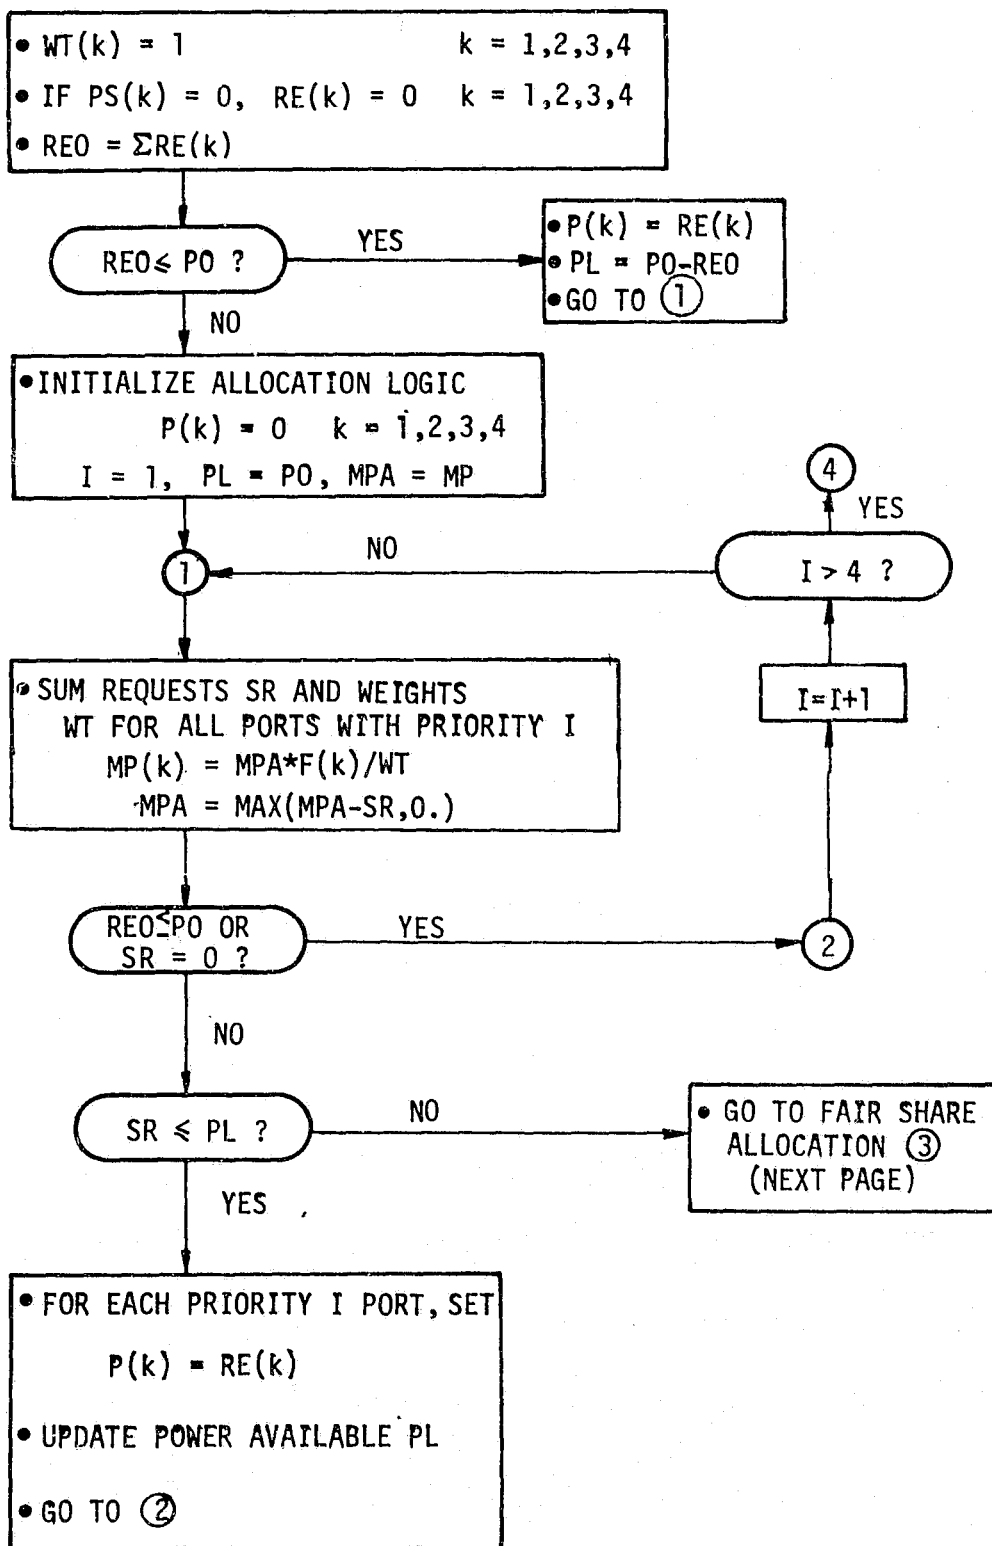 • WT(k) = 1 k = 1,2,3,4
• IF PS(k) = 0, RE(k) = 0 k = 1,2,3,4
• REO = ΣRE(k)
REO ≤ PO ?
YES
• P(k) = RE(k)
• PL = PO-REO
• GO TO ①
NO
• INITIALIZE ALLOCATION LOGIC
P(k) = 0 k = 1,2,3,4
I = 1, PL = PO, MPA = MP
④
YES
NO
①
I > 4 ?
• SUM REQUESTS SR AND WEIGHTS
WT FOR ALL PORTS WITH PRIORITY I
MP(k) = MPA*F(k)/WT
MPA = MAX(MPA-SR,0.)
I=I+1
REO≤PO OR
SR = 0 ?
YES
②
NO
SR ≤ PL ?
NO
• GO TO FAIR SHARE
ALLOCATION ③
(NEXT PAGE)
YES
• FOR EACH PRIORITY I PORT, SET
P(k) = RE(k)
• UPDATE POWER AVAILABLE PL
• GO TO ②